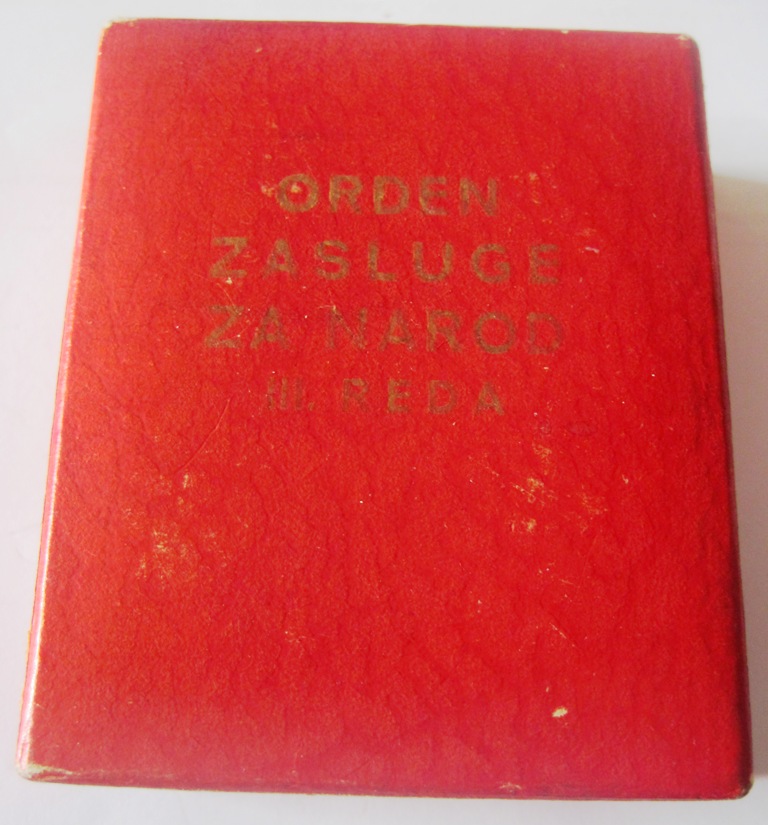 ORDEN
ZASLUGE
ZA NAROD
III. REDA